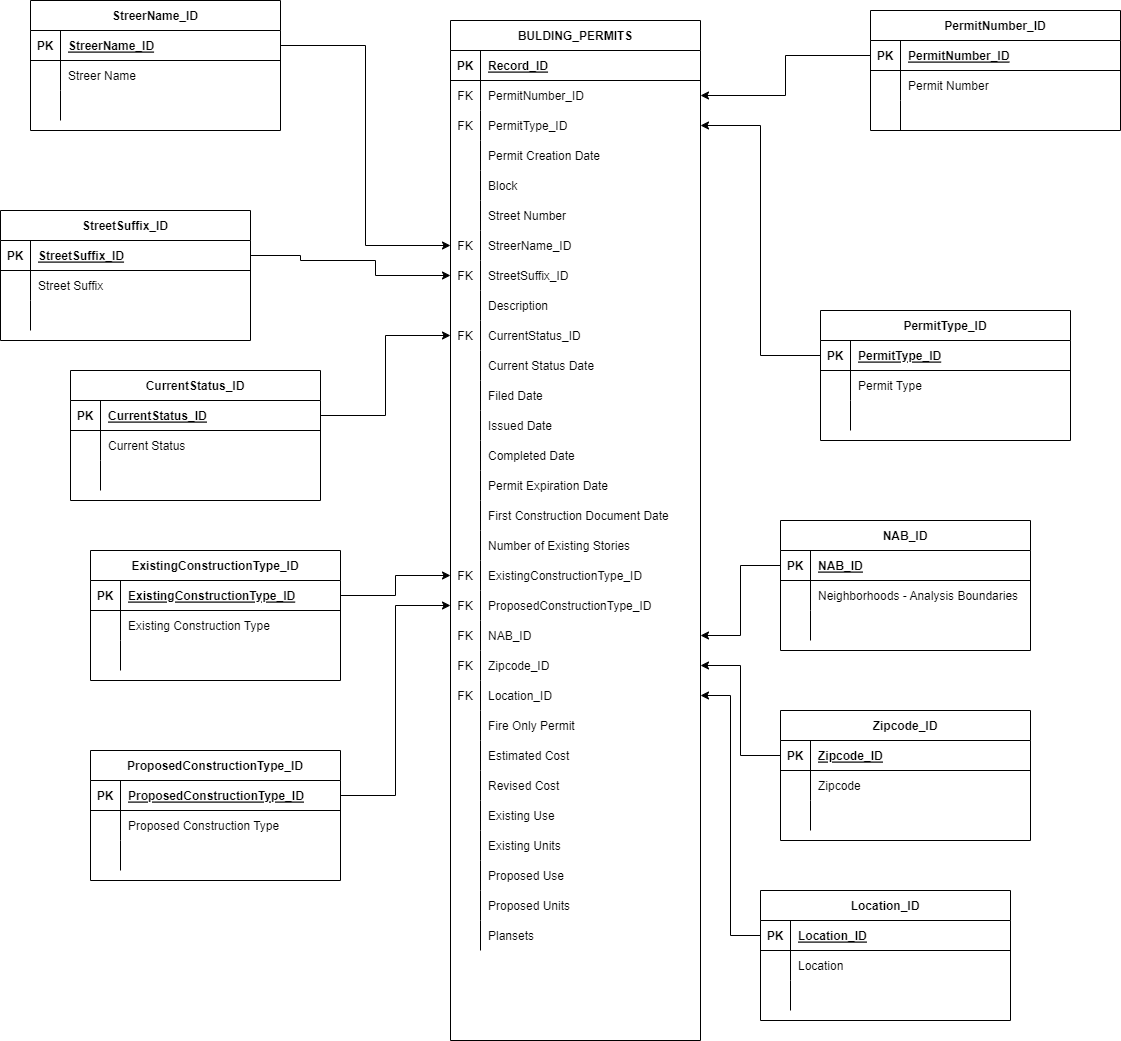 StreerName_ID
PK StreerName_ID
Streer Name
StreetSuffix_ID
PK StreetSuffix_ID
Street Suffix
CurrentStatus_ID
PK CurrentStatus_ID
Current Status
ExistingConstructionType_ID
PK ExistingConstructionType_ID
Existing Construction Type
ProposedConstructionType_ID
PK ProposedConstructionType_ID
Proposed Construction Type
BULDING_PERMITS
PK Record_ID
FK PermitNumber_ID
FK PermitType_ID
Permit Creation Date
Block
Street Number
FK StreerName_ID
FK StreetSuffix_ID
Description
FK CurrentStatus_ID
Current Status Date
Filed Date
Issued Date
Completed Date
Permit Expiration Date
First Construction Document Date
Number of Existing Stories
FK ExistingConstructionType_ID
FK ProposedConstructionType_ID
FK NAB_ID
FK Zipcode_ID
FK Location_ID
Fire Only Permit
Estimated Cost
Revised Cost
Existing Use
Existing Units
Proposed Use
Proposed Units
Plansets
PermitNumber_ID
PK PermitNumber_ID
Permit Number
PermitType_ID
PK PermitType_ID
Permit Type
NAB_ID
PK NAB_ID
Neighborhoods - Analysis Boundaries
Zipcode_ID
PK Zipcode_ID
Zipcode
Location_ID
PK Location_ID
Location